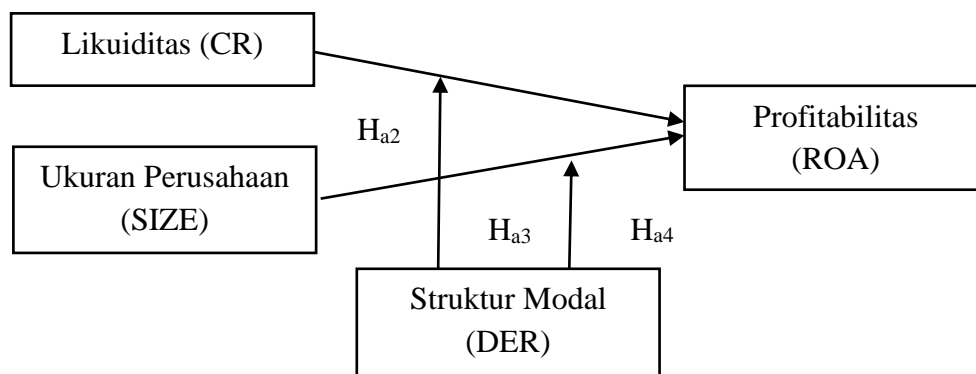 Likuiditas (CR)
Profitabilitas
(ROA)
Ha2
Ukuran Perusahaan
(SIZE)
Ha3
Ha4
Struktur Modal
(DER)